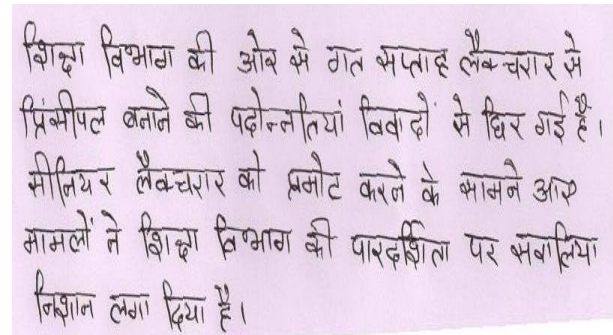 शिक्षा विभाग की ओर से गत सप्ताह लैक्चरार से
प्रिंसीपल बनाने की पदोन्नतियां विवादों से घिर गई है।
सीनियर लैक्चरार को प्रमोट करने के सामने आए
मामलों ने शिक्षा विभाग की पारदर्शिता पर सवालिया
निशान लगा दिया है।